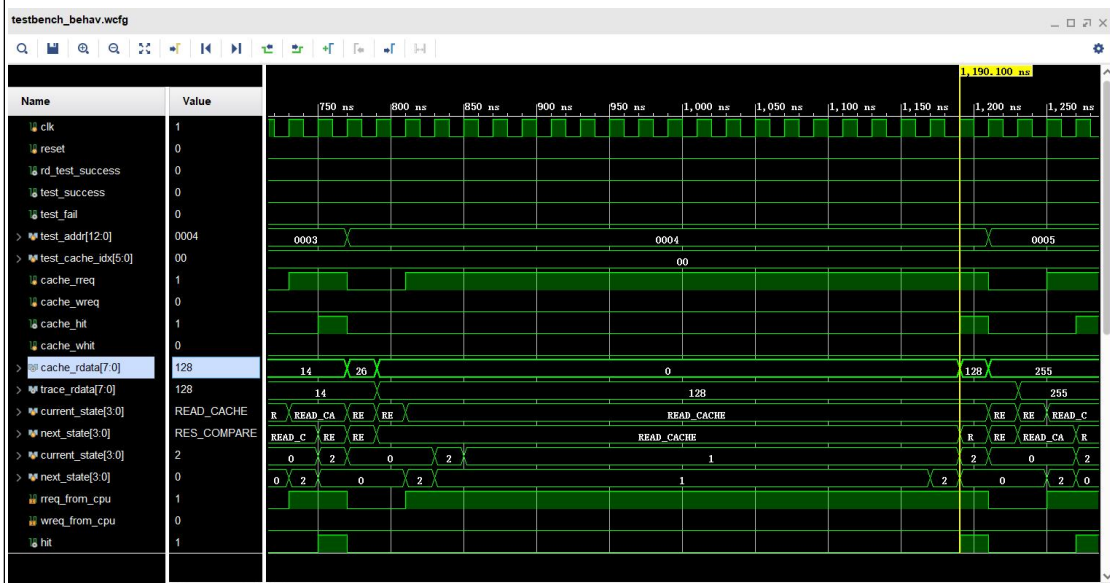 testbench_behav.wcfg
1,190.100 ns
Name Value 750 ns 800 ns 850 ns 900 ns 950 ns 1,000 ns 1,050 ns 1,100 ns 1,150 ns 1,200 ns 1,250 ns
clk 1
reset 0
rd_test_success 0
test_success 0
test_fail 0
test_addr[12:0] 0004 0003 0004 0005
test_cache_idx[5:0] 00 00
cache_rreq 1
cache_wreq 0
cache_hit 1
cache_whit 0
cache_rdata[7:0] 128 14 26 0 128 255
trace_rdata[7:0] 128 14 128 255
current_state[3:0] READ_CACHE R READ_CA RE RE READ_CACHE RE RE READ_C
next_state[3:0] RES_COMPARE READ_C RE RE READ_CACHE R RE READ_CA R
current_state[3:0] 2 0 2 0 2 1 2 0 2
next_state[3:0] 0 0 2 0 2 1 2 0 2 0
rreq_from_cpu 1
wreq_from_cpu 0
hit 1